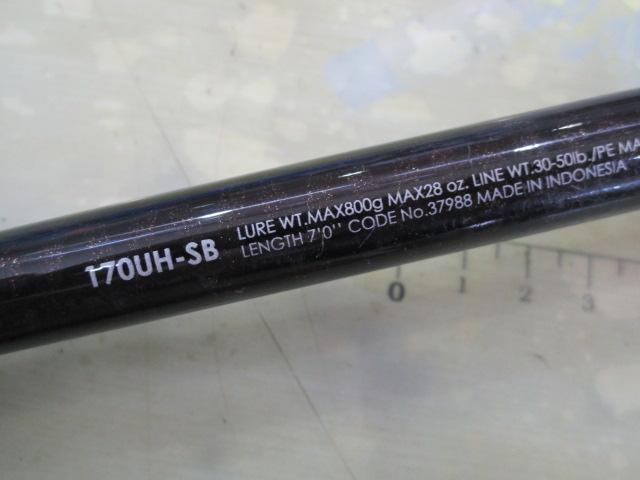 170UH-SB
LURE WT.MAX800g MAX28 oz. LINE WT.30-50lb./PE MA
LENGTH 7'0'' CODE No.37988 MADE IN INDONESIA
0 1 2 3